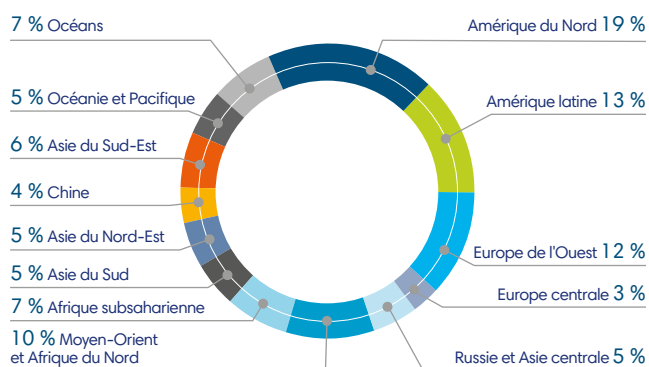 7 % Océans
5 % Océanie et Pacifique
6 % Asie du Sud-Est
4 % Chine
5 % Asie du Nord-Est
5 % Asie du Sud
7 % Afrique subsaharienne
10 % Moyen-Orient
et Afrique du Nord
Amérique du Nord 19 %
Amérique latine 13 %
Europe de l'Ouest 12 %
Europe centrale 3 %
Russie et Asie centrale 5 %